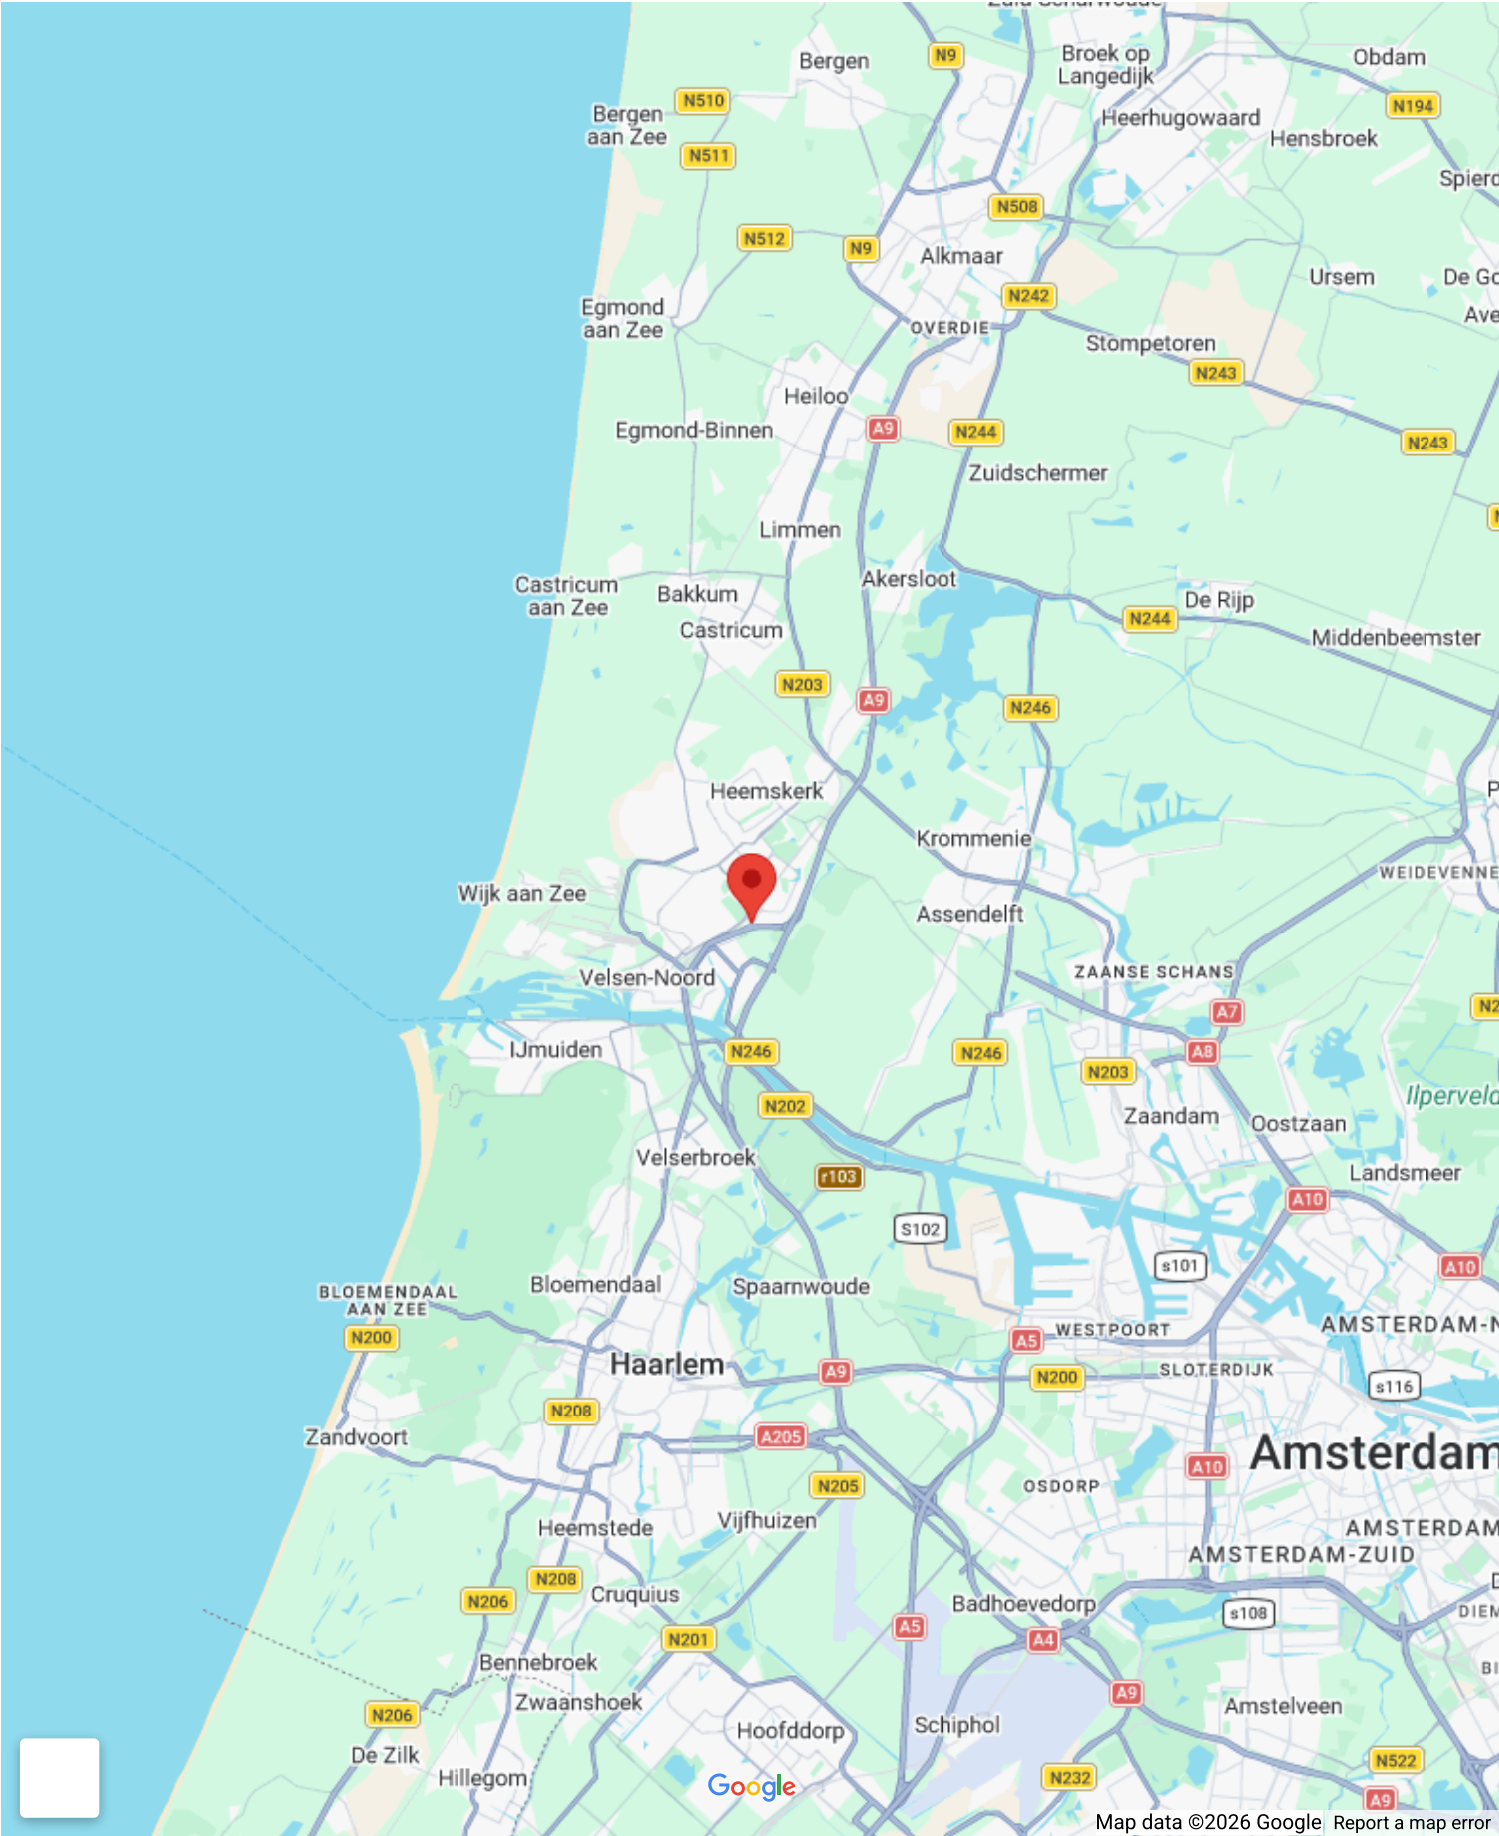 Bergen
N9
Broek op
Langedijk
Obdam
N510
N194
Bergen
aan Zee
Heerhugowaard
Hensbroek
N511
N508
N512
N9
Alkmaar
Ursem
N242
Egmond
aan Zee
OVERDIE
Stompetoren
N243
Heiloo
Egmond-Binnen
A9
N244
N243
Zuidschermer
Limmen
Akersloot
Castricum
aan Zee
Bakkum
De Rijp
N244
Castricum
Middenbeemster
N203
A9
N246
Heemskerk
Krommenie
WEIDEVENNE
Wijk aan Zee
Assendelft
Velsen-Noord
ZAANSE SCHANS
A7
IJmuiden
N246
N246
A8
N203
N202
Zaandam
Oostzaan
Velserbroek
r103
Landsmeer
A10
S102
s101
A10
Bloemendaal
Spaarnwoude
BLOEMENDAAL
AAN ZEE
N200
A5
WESTPOORT
Haarlem
A9
N200
SLOTERDIJK
s116
N208
Zandvoort
A205
Amsterdam
A10
N205
OSDORP
Vijfhuizen
Heemstede
AMSTERDAM
AMSTERDAM-ZUID
N208
Cruquius
N206
Badhoevedorp
s108
A5
N201
A4
Bennebroek
A9
Zwaanshoek
N206
Hoofddorp
Schiphol
Amstelveen
De Zilk
N522
Hillegom
Google
N232
A9
Map data ©2026 Google
Report a map error